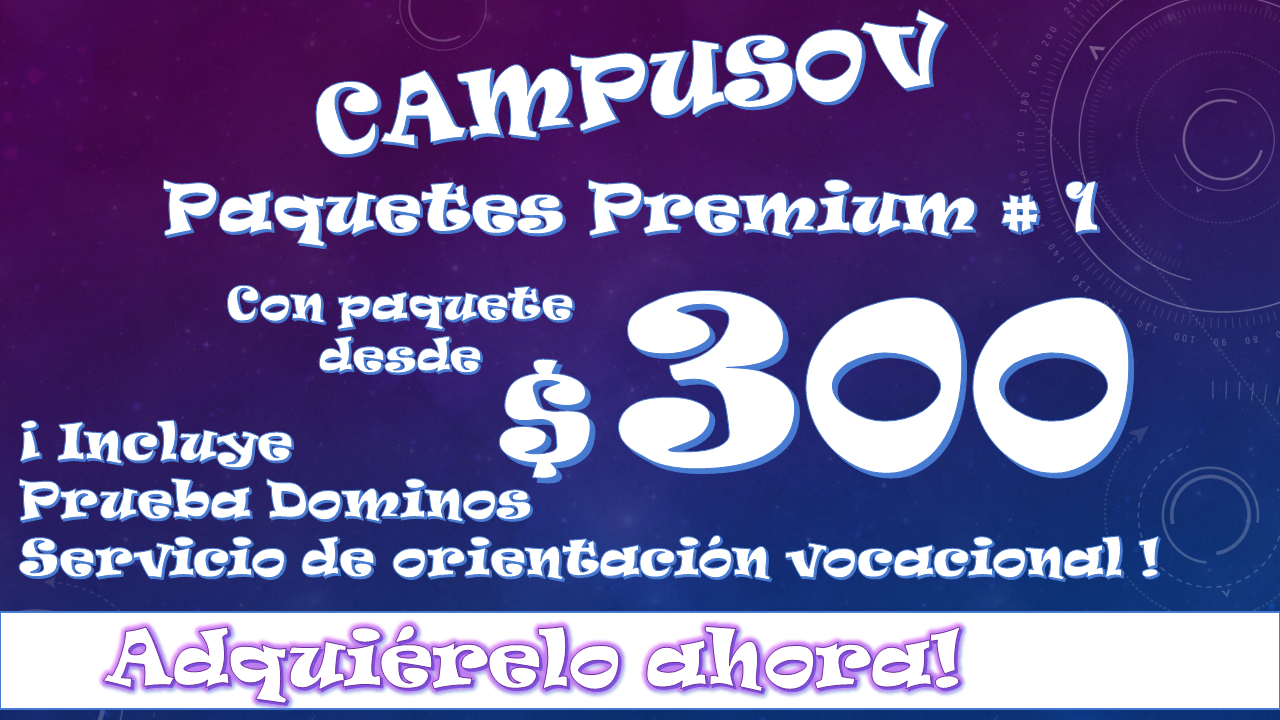 CAMPUSOV
Paquetes Premium # 1
Con paquete
desde
$ 300
¡ Incluye
Prueba Dominos
Servicio de orientación vocacional !
Adquiérelo ahora!